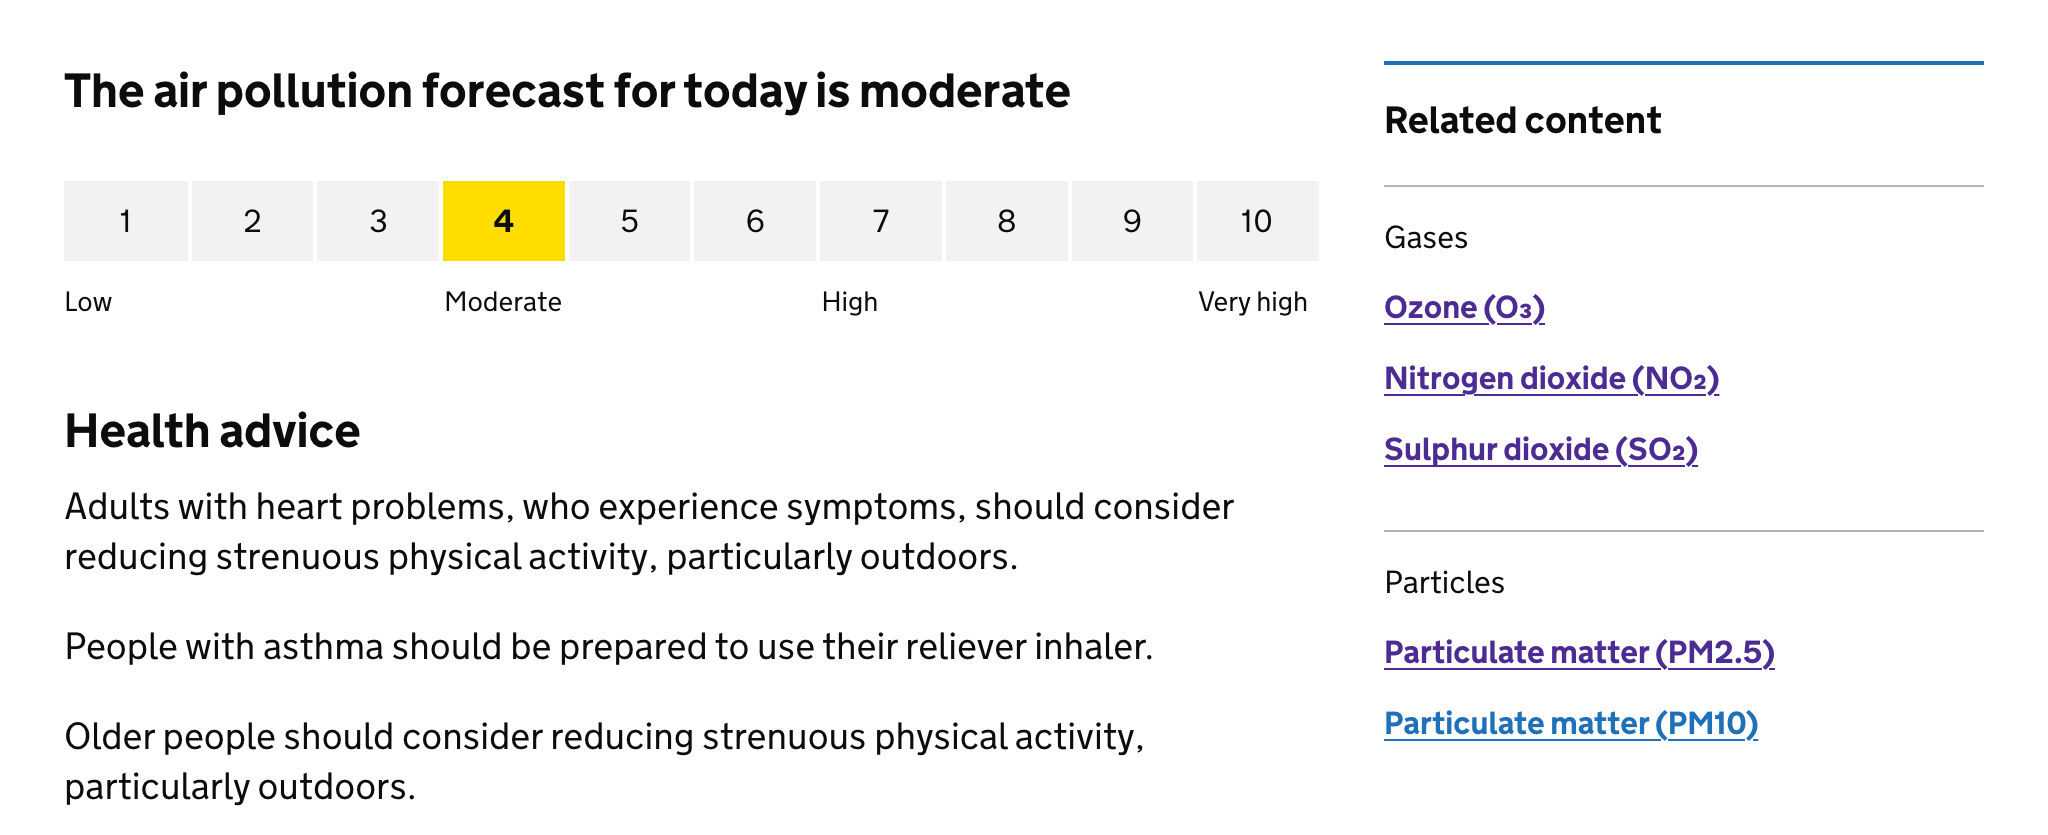 The air pollution forecast for today is moderate
1 2 3 4 5 6 7 8 9 10
Low Moderate High Very high
Health advice
Adults with heart problems, who experience symptoms, should consider
reducing strenuous physical activity, particularly outdoors.
People with asthma should be prepared to use their reliever inhaler.
Older people should consider reducing strenuous physical activity,
particularly outdoors.
Related content
Gases
Ozone (O₃)
Nitrogen dioxide (NO₂)
Sulphur dioxide (SO₂)
Particles
Particulate matter (PM2.5)
Particulate matter (PM10)